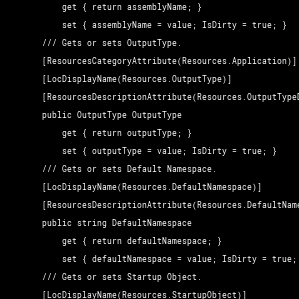 get { return assemblyName; }
set { assemblyName = value; IsDirty = true; }
/// Gets or sets OutputType.
[ResourcesCategoryAttribute(Resources.Application)]
[LocDisplayName(Resources.OutputType)]
[ResourcesDescriptionAttribute(Resources.OutputTypeD
public OutputType OutputType
get { return outputType; }
set { outputType = value; IsDirty = true; }
/// Gets or sets Default Namespace.
[LocDisplayName(Resources.DefaultNamespace)]
[ResourcesDescriptionAttribute(Resources.DefaultName
public string DefaultNamespace
get { return defaultNamespace; }
set { defaultNamespace = value; IsDirty = true;
/// Gets or sets Startup Object.
[LocDisplayName(Resources.StartupObject)]